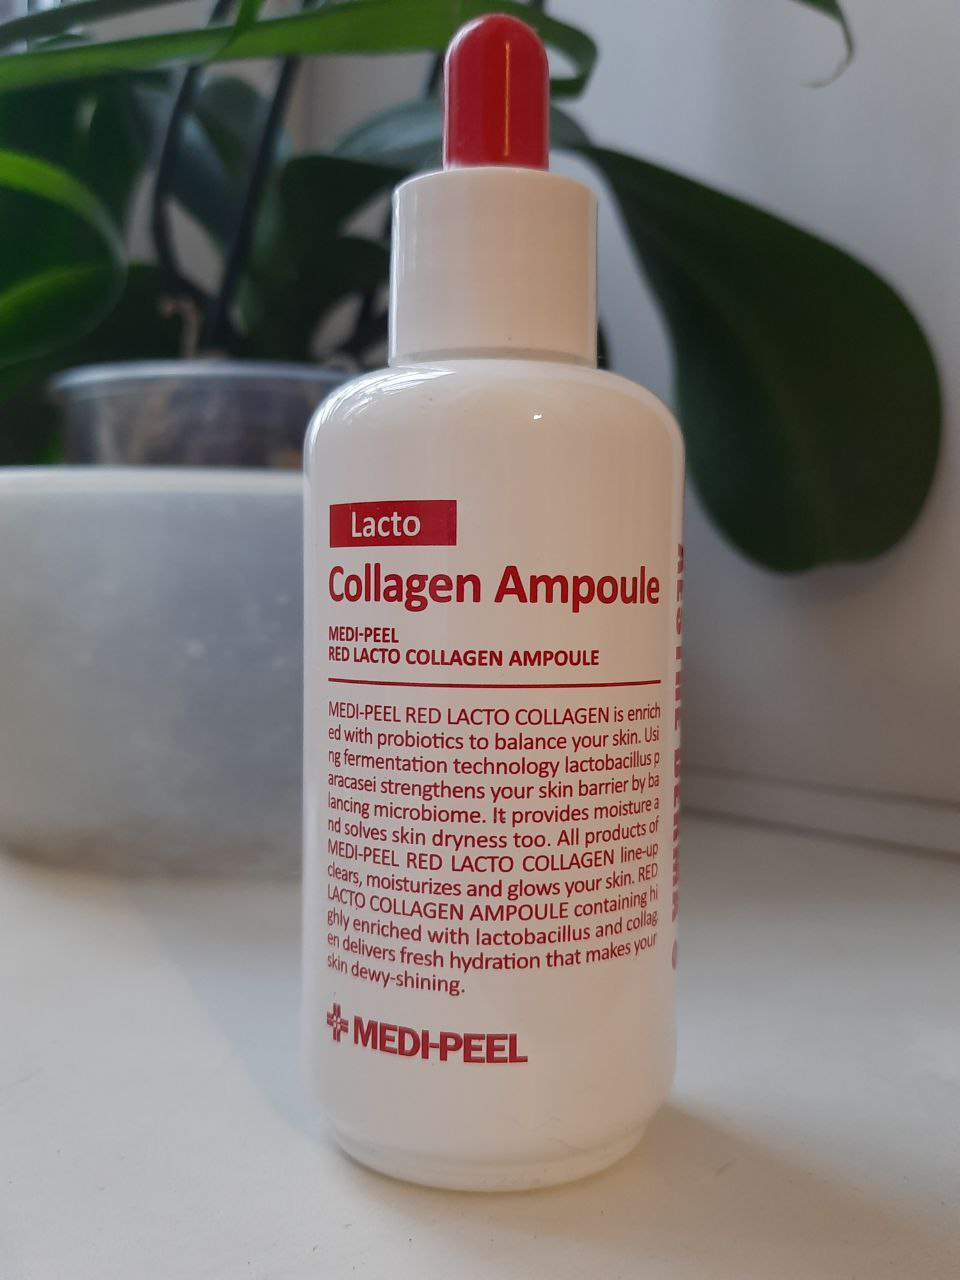 Lacto
Collagen Ampoule
MEDI-PEEL
RED LACTO COLLAGEN AMPOULE
MEDI-PEEL RED LACTO COLLAGEN is enrich
ed with probiotics to balance your skin. Usi
ng fermentation technology lactobacillus p
aracasei strengthens your skin barrier by ba
lancing microbiome. It provides moisture a
nd solves skin dryness too. All products of
MEDI-PEEL RED LACTO COLLAGEN line-up
clears, moisturizes and glows your skin. RED
LACTO COLLAGEN AMPOULE containing hi
ghly enriched with lactobacillus and collag
en delivers fresh hydration that makes your
skin dewy-shining.
MEDI-PEEL